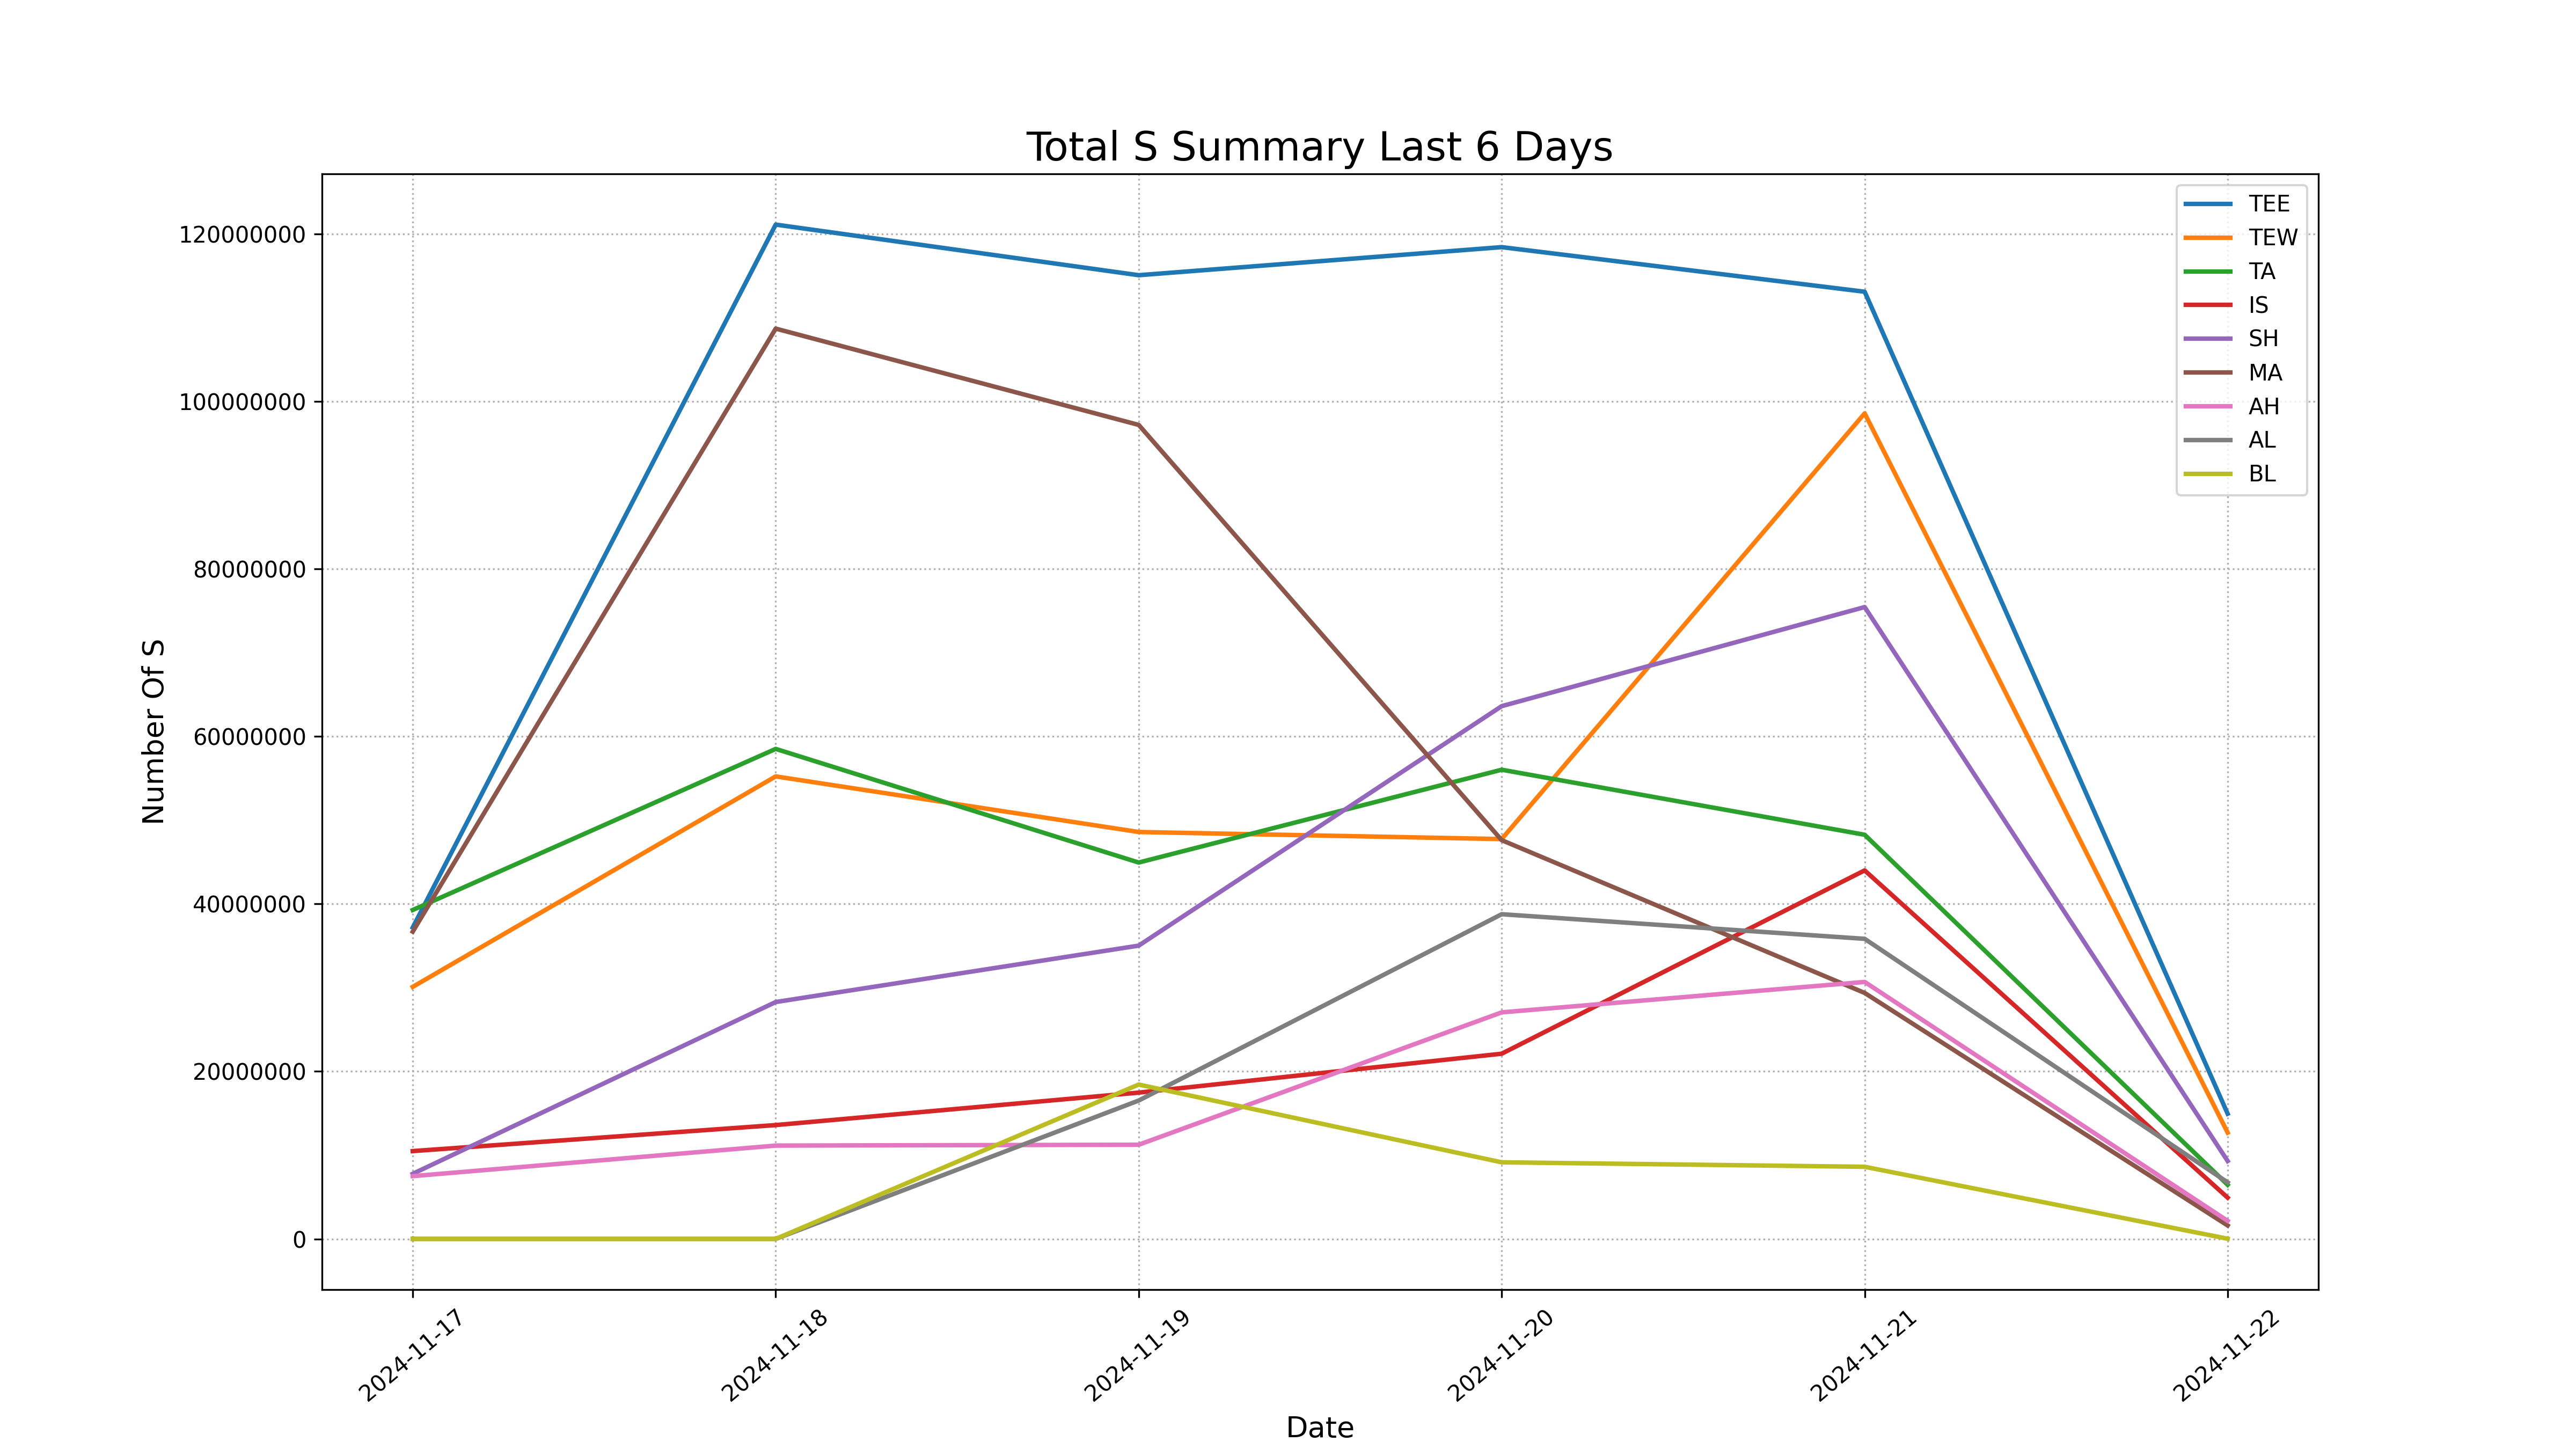 Total S Summary Last 6 Days
120000000
100000000
80000000
60000000
40000000
20000000
0
Number Of S
TEE
TEW
TA
IS
SH
MA
AH
AL
BL
2024-11-17
2024-11-18
2024-11-19
2024-11-20
2024-11-21
2024-11-22
Date